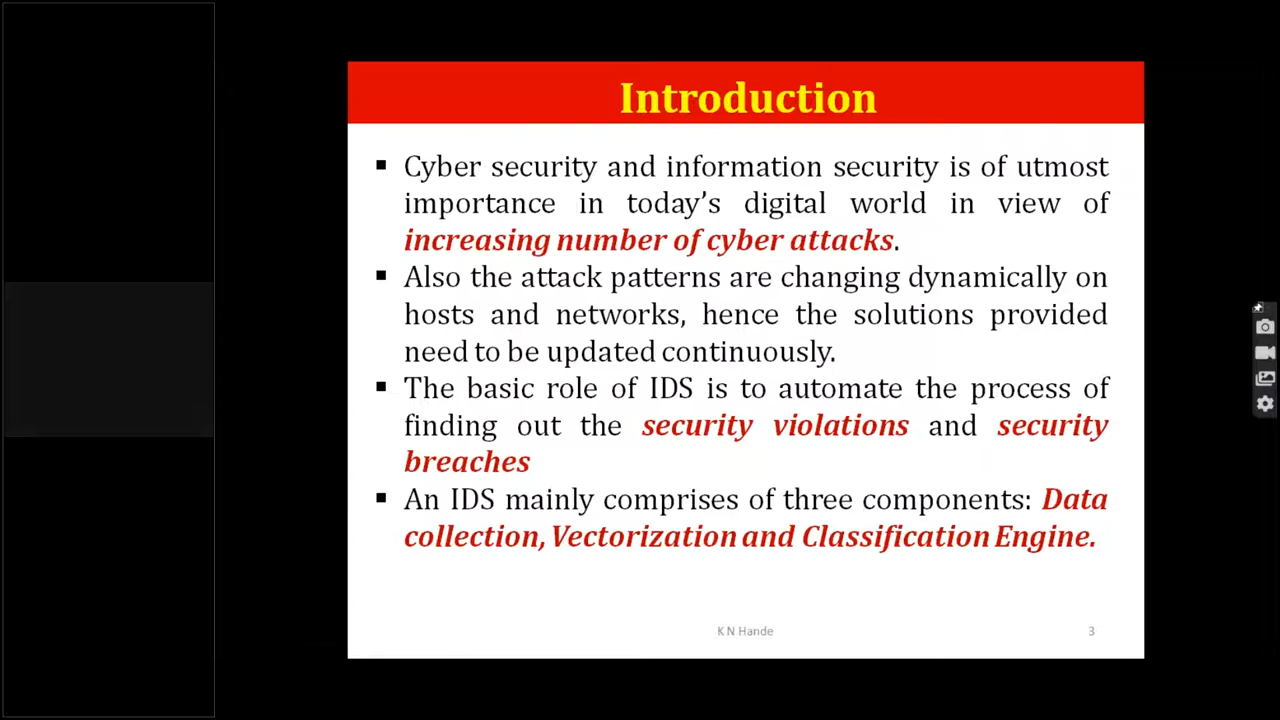 Introduction
▪ Cyber security and information security is of utmost
importance in today’s digital world in view of
increasing number of cyber attacks.
▪ Also the attack patterns are changing dynamically on
hosts and networks, hence the solutions provided
need to be updated continuously.
▪ The basic role of IDS is to automate the process of
finding out the security violations and security
breaches
▪ An IDS mainly comprises of three components: Data
collection, Vectorization and Classification Engine.
K N Hande
3